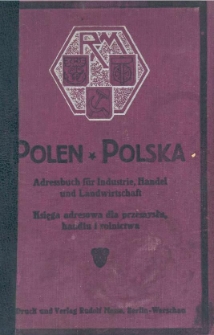 RMW
POLEN * POLSKA
Adressbuch für Industrie, Handel
und Landwirtschaft
Księga adresowa dla przemysłu,
handlu i rolnictwa
Druck und Verlag Rudolf Mosse, Berlin-Warschau